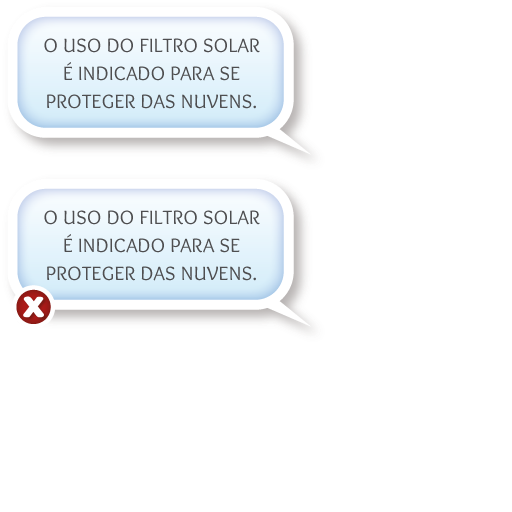 O USO DO FILTRO SOLAR
É INDICADO PARA SE
PROTEGER DAS NUVENS.
O USO DO FILTRO SOLAR
É INDICADO PARA SE
PROTEGER DAS NUVENS.